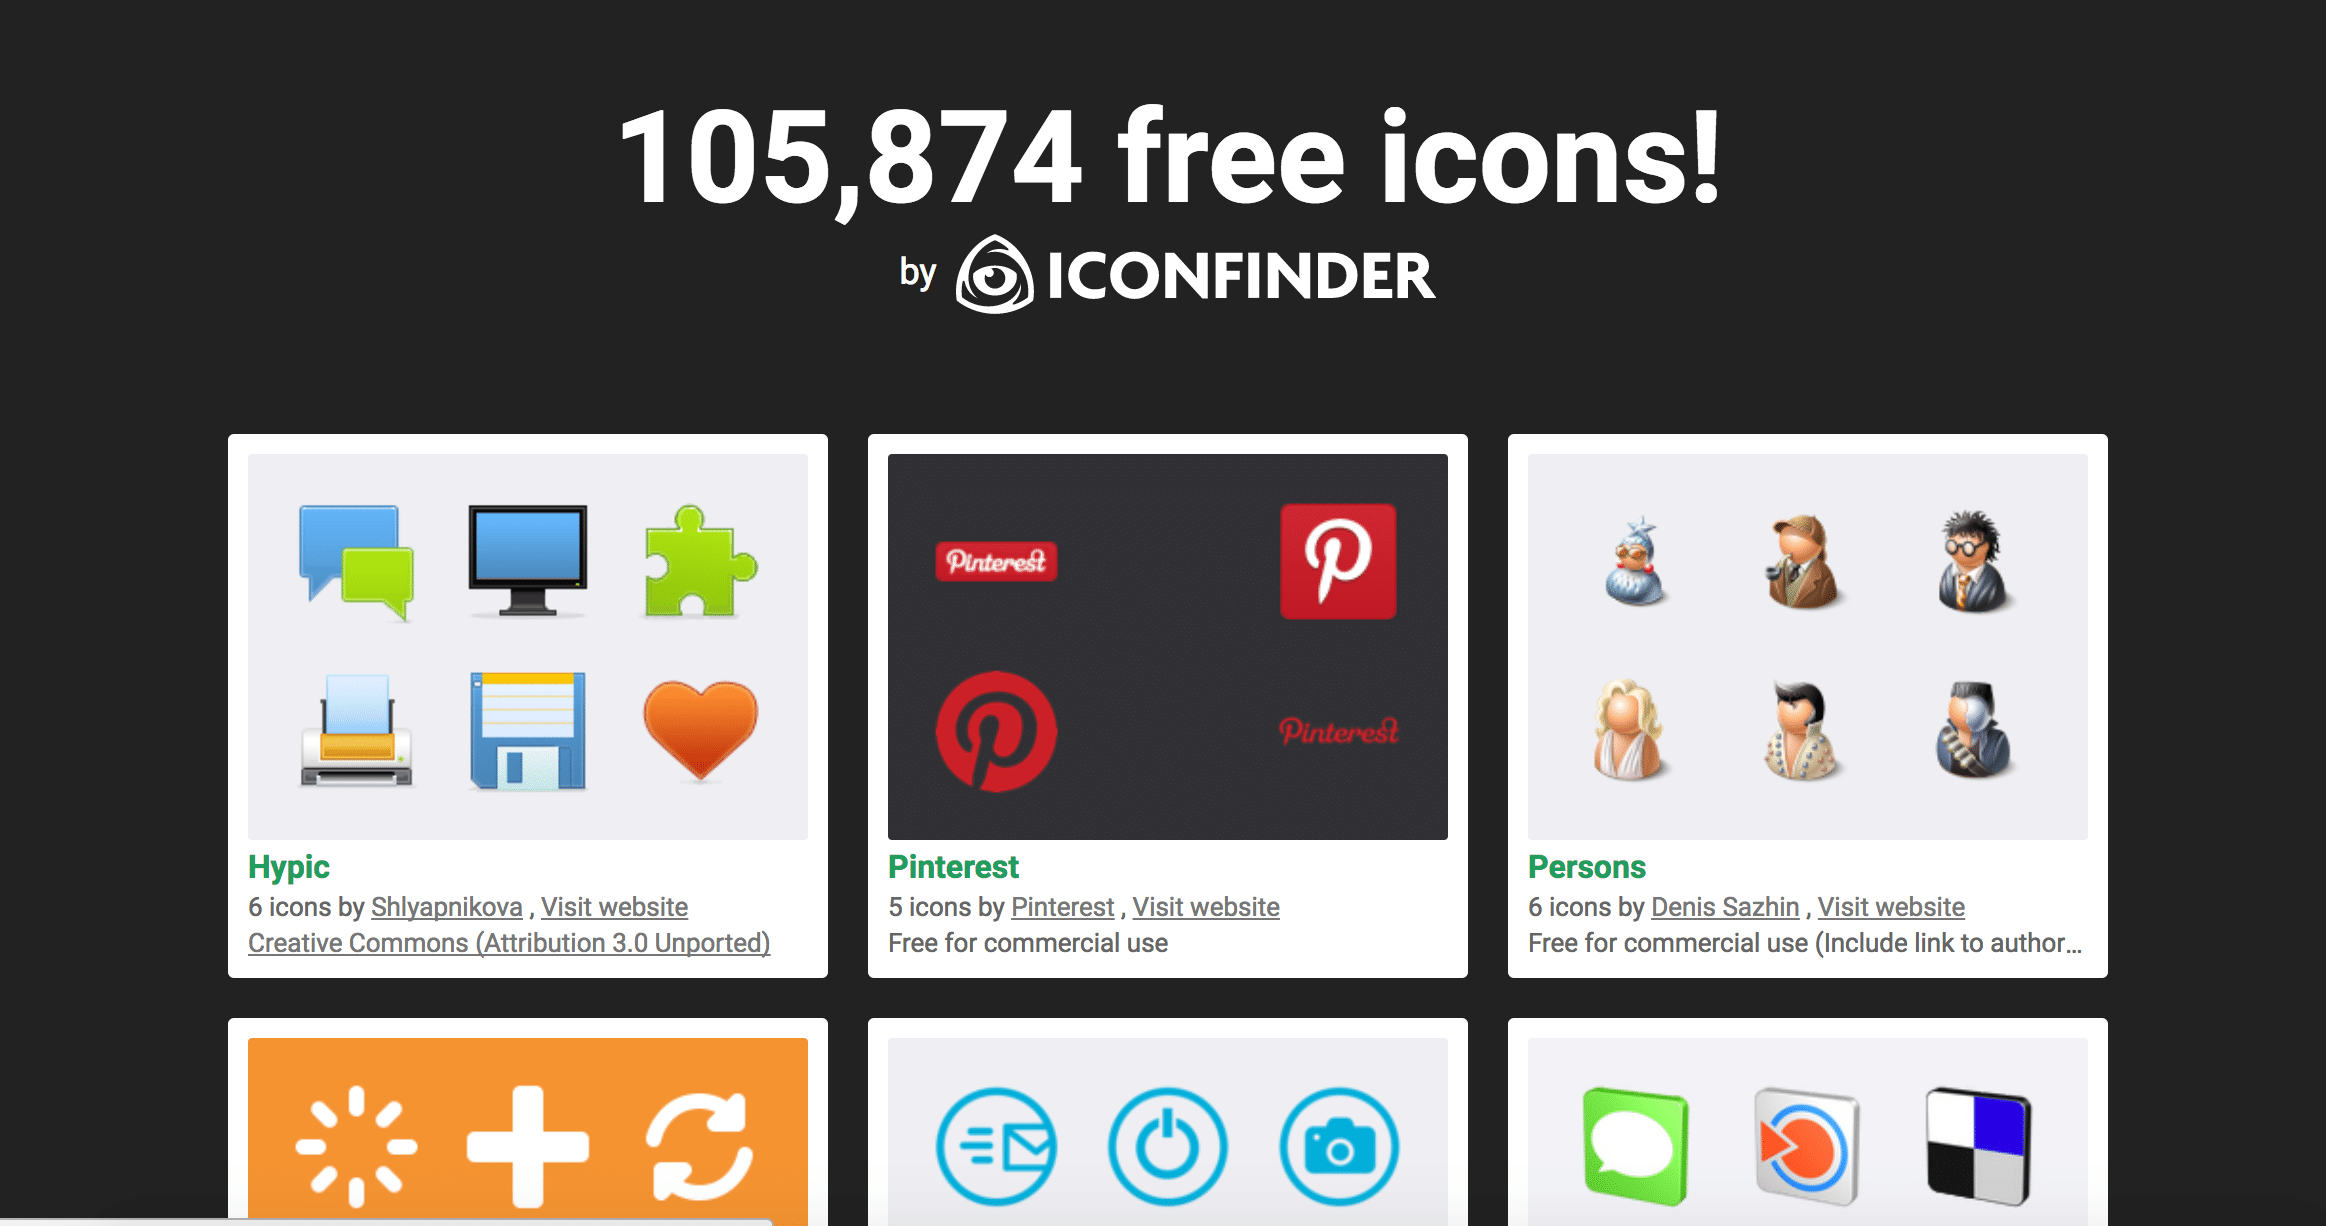 105,874 free icons!
by ICONFINDER
Pinterest
Pinterest
Hypic
6 icons by Shlyapnikova , Visit website
Creative Commons (Attribution 3.0 Unported)
Pinterest
5 icons by Pinterest , Visit website
Free for commercial use
Persons
6 icons by Denis Sazhin , Visit website
Free for commercial use (Include link to author...